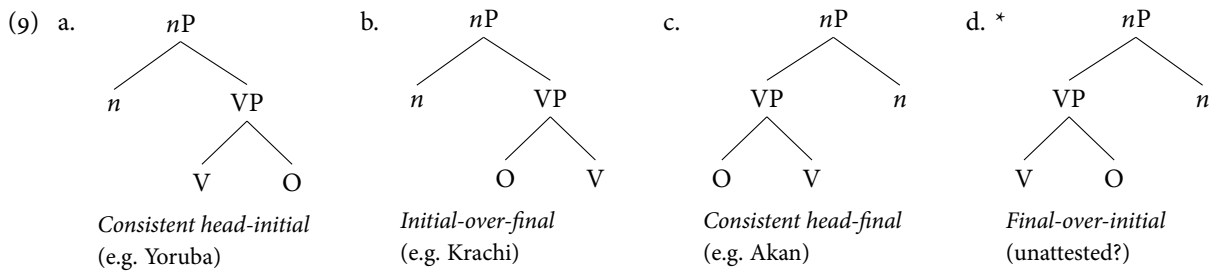 (9) a. nP b. nP c. nP d. * nP
n VP n VP VP n VP n
V O O V O V V O
Consistent head-initial Initial-over-final Consistent head-final Final-over-initial
(e.g. Yoruba) (e.g. Krachi) (e.g. Akan) (unattested?)